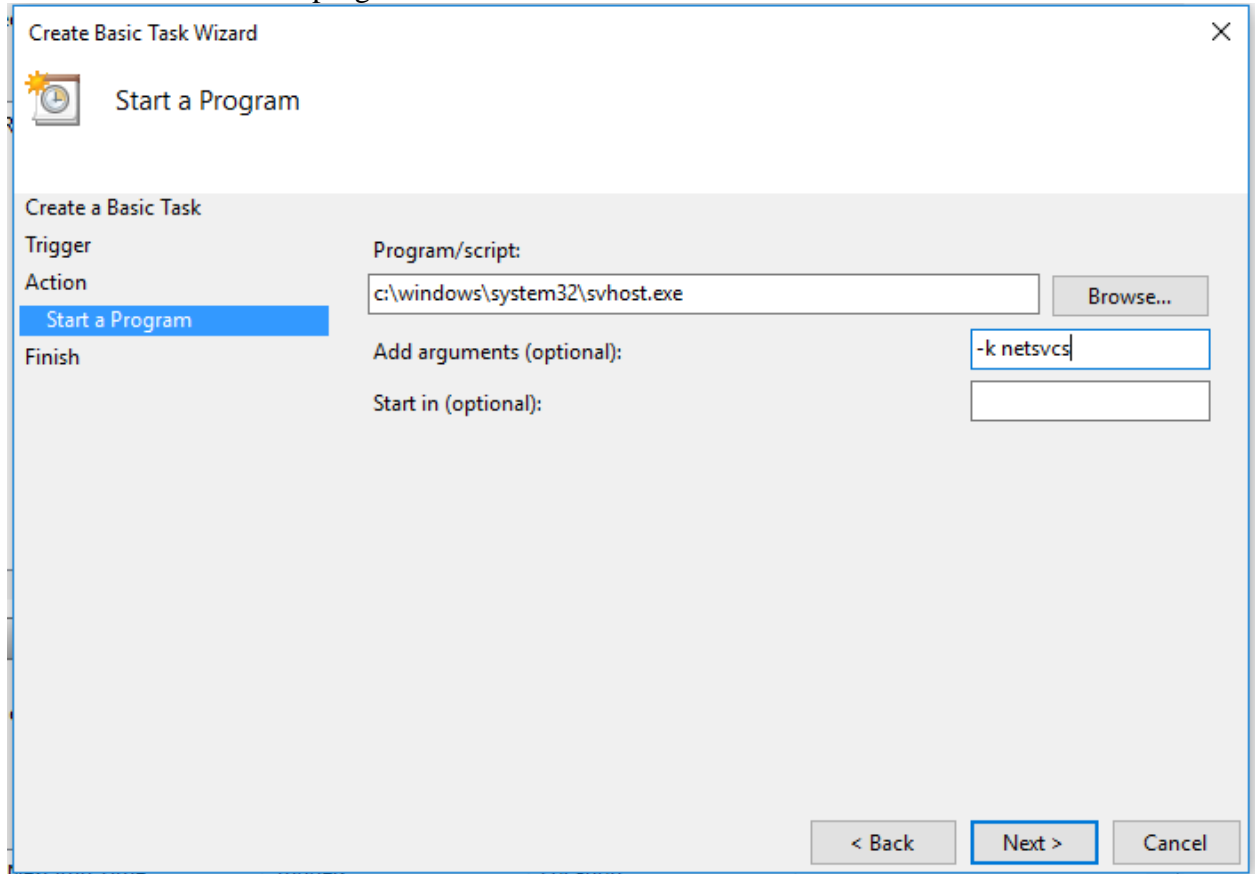 Create Basic Task Wizard
Start a Program
Create a Basic Task
Trigger
Program/script:
Action
c:\windows\system32\svhost.exe
Browse...
Start a Program
Add arguments (optional):
-k netsvcs
Finish
Start in (optional):
< Back
Next >
Cancel